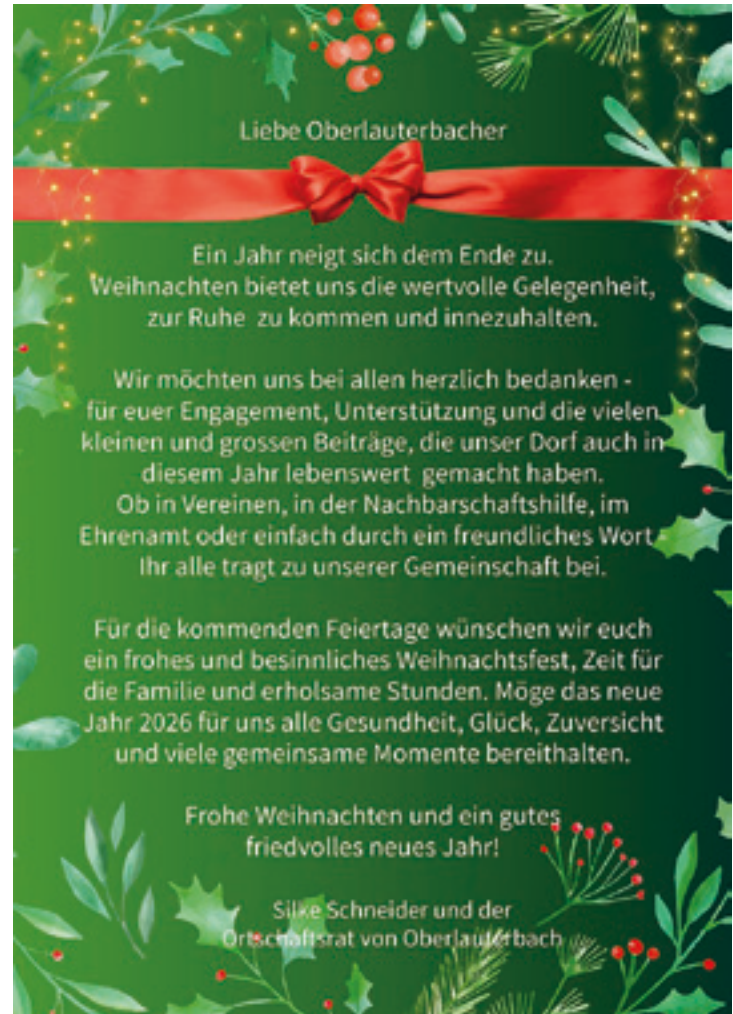 Liebe Oberlauterbacher
Ein Jahr neigt sich dem Ende zu.
Weihnachten bietet uns die wertvolle Gelegenheit,
zur Ruhe zu kommen und innezuhalten.
Wir möchten uns bei allen herzlich bedanken -
für euer Engagement, Unterstützung und die vielen
kleinen und grossen Beiträge, die unser Dorf auch in
diesem Jahr lebenswert gemacht haben.
Ob in Vereinen, in der Nachbarschaftshilfe, im
Ehrenamt oder einfach durch ein freundliches Wort
Ihr alle tragt zu unserer Gemeinschaft bei.
Für die kommenden Feiertage wünschen wir euch
ein frohes und besinnliches Weihnachtsfest, Zeit für
die Familie und erholsame Stunden. Möge das neue
Jahr 2026 für uns alle Gesundheit, Glück, Zuversicht
und viele gemeinsame Momente bereithalten.
Frohe Weihnachten und ein gutes
friedvolles neues Jahr!
Silke Schneider und der
Ortschaftsrat von Oberlauterbach